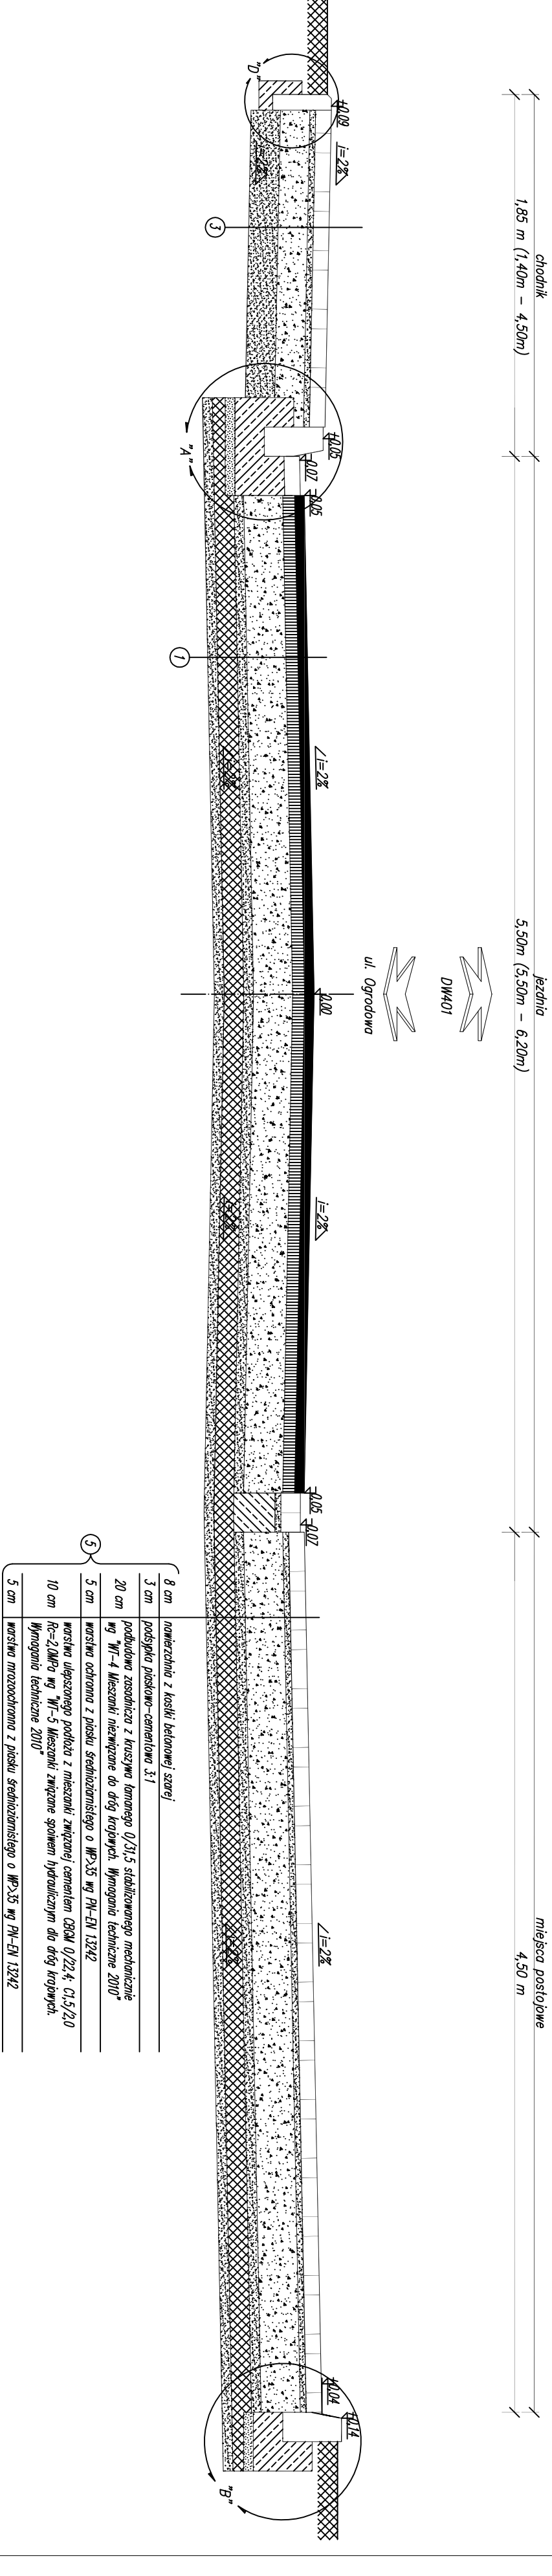 chodnik
1,85 m (1,40m - 4,50m)
jezdnia
5,50m (5,50m - 6,20m)
miejsca postojowe
4,50 m
DW401
ul. Ogrodowa
+0,09
i=2%
i=2%
+0,05
-0,07
-0,05
i=2%
i=2%
0,00
i=2%
i=2%
-0,05
-0,07
i=2%
i=2%
+0,04
+0,14
"D"
3
"A"
1
"B"
5
8 cm nawierzchnia z kostki betonowej szarej
3 cm podsypka piaskowo-cementowa 3:1
20 cm podbudowa zasadnicza z kruszywa łamanego 0/31,5 stabilizowanego mechanicznie
wg "WT-4 Mieszanki niezwiązane do dróg krajowych. Wymagania techniczne 2010"
5 cm warstwa ochronna z piasku średnioziarnistego o WP>35 wg PN-EN 13242
warstwa ulepszonego podłoża z mieszanki związanej cementem CBGM 0/22,4; C1,5/2,0
10 cm Rc=2,0MPa wg "WT-5 Mieszanki związane spoiwem hydraulicznym dla dróg krajowych.
Wymagania techniczne 2010"
5 cm warstwa mrozoochronna z piasku średnioziarnistego o WP>35 wg PN-EN 13242